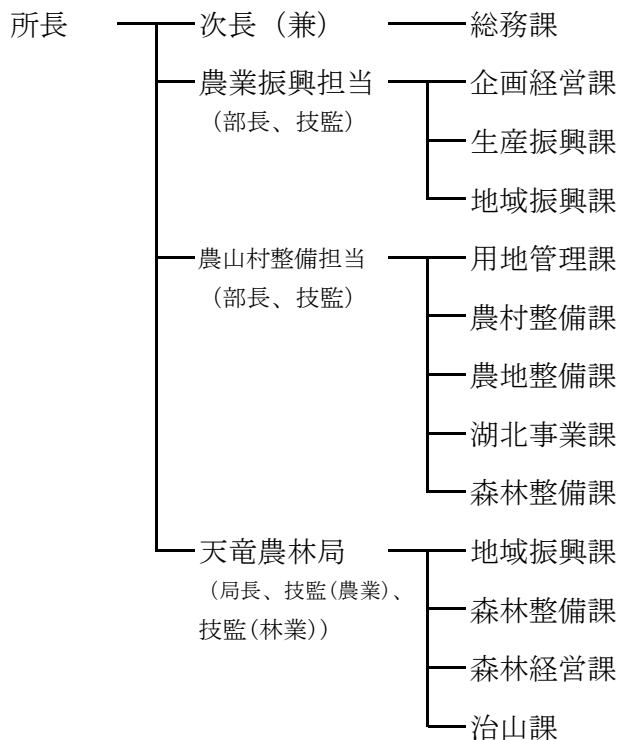 所長 次長（兼） 総務課
農業振興担当 企画経営課
（部長、技監）
生産振興課
地域振興課
農山村整備担当 用地管理課
（部長、技監）
農村整備課
農地整備課
湖北事業課
森林整備課
天竜農林局 地域振興課
（局長、技監(農業)、
技監(林業)）
森林整備課
森林経営課
治山課